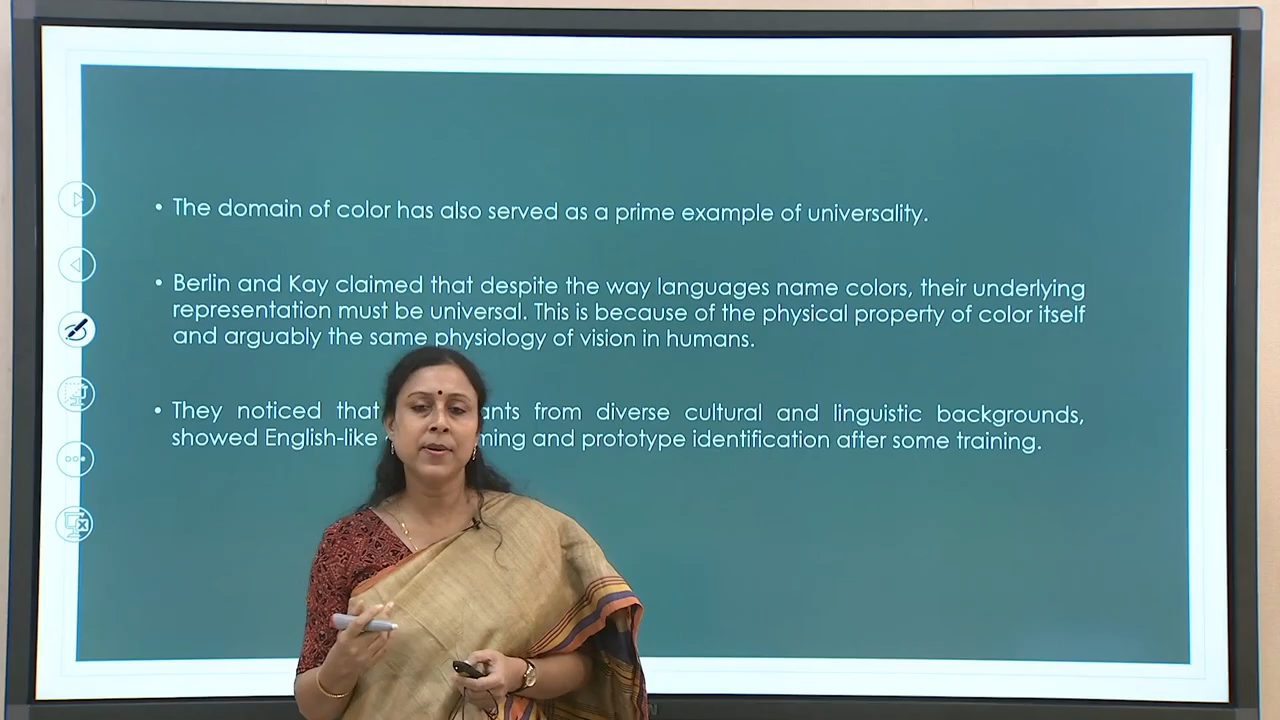 • The domain of color has also served as a prime example of universality.
• Berlin and Kay claimed that despite the way languages name colors, their underlying
representation must be universal. This is because of the physical property of color itself
and arguably the same physiology of vision in humans.
• They noticed that ants from diverse cultural and linguistic backgrounds,
showed English-like ming and prototype identification after some training.